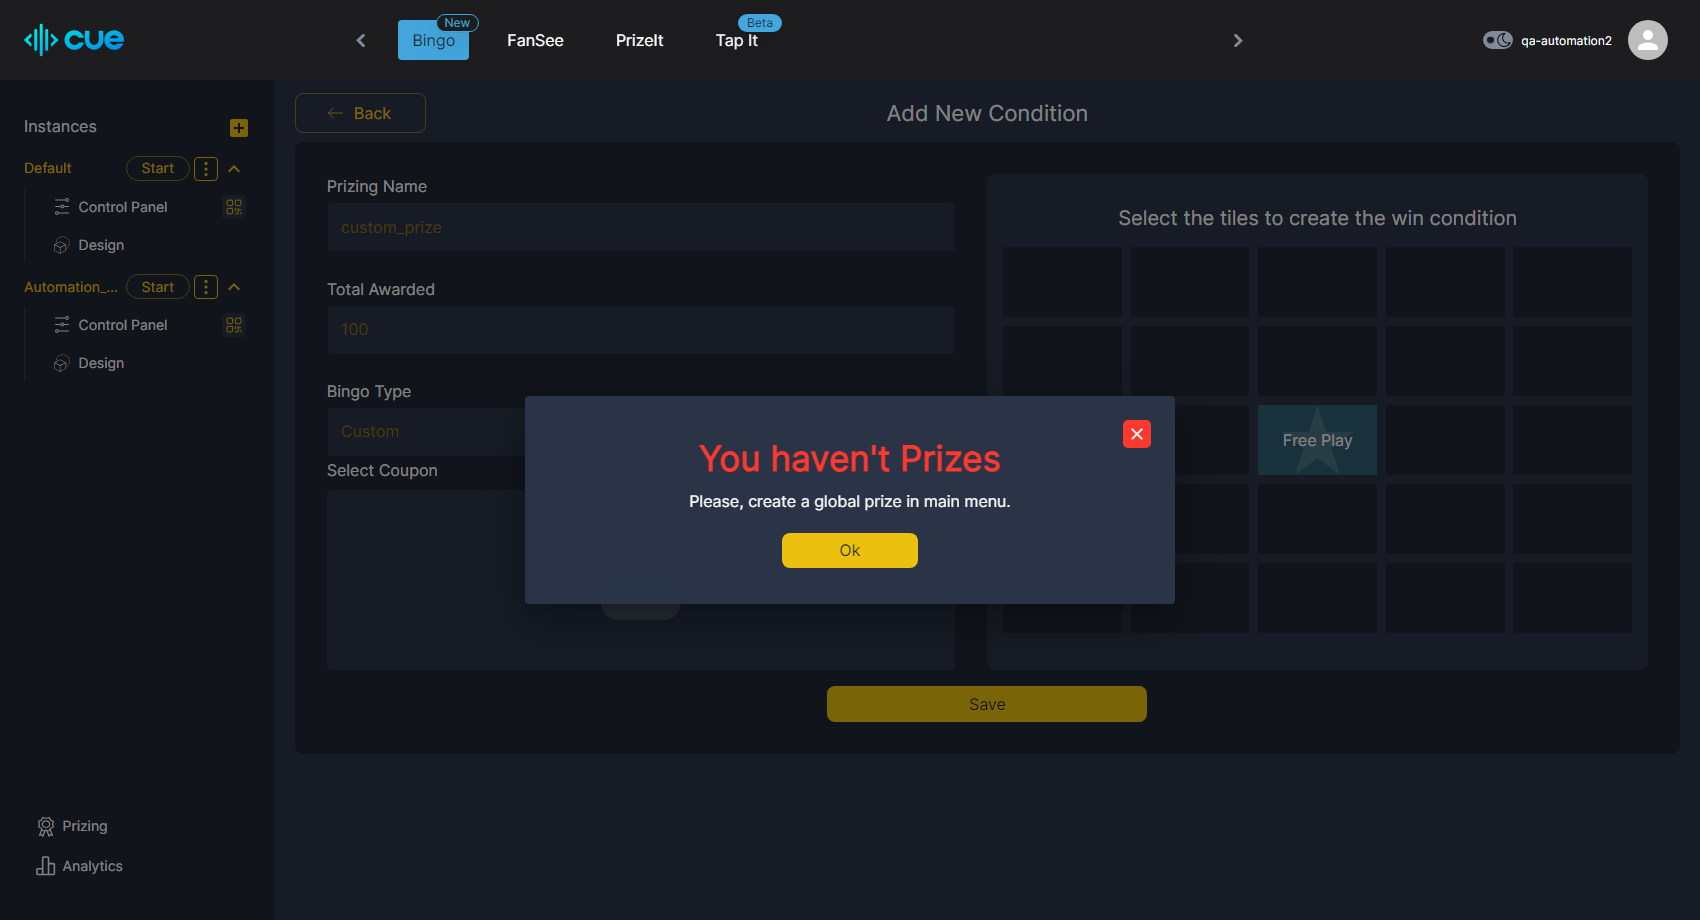 cue
Bingo
New
FanSee
PrizeIt
Tap It
Beta
qa-automation2
Instances
Default
Start
Control Panel
Design
Automation_...
Start
Control Panel
Design
Prizing
Analytics
Back
Add New Condition
Prizing Name
custom_prize
Total Awarded
100
Bingo Type
Custom
Select Coupon
Select the tiles to create the win condition
Free Play
You haven't Prizes
Please, create a global prize in main menu.
Ok
Save